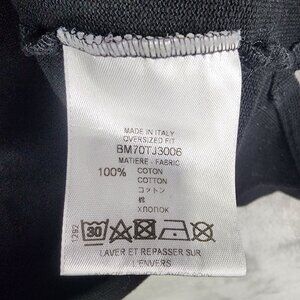 MADE IN ITALY
OVERSIZED FIT
BM70TJ3006
MATIERE - FABRIC
100% COTON
COTTON
コットン
棉
ХЛОПОК
30
1292
LAVER ET REPASSER SUR
L'ENVERS